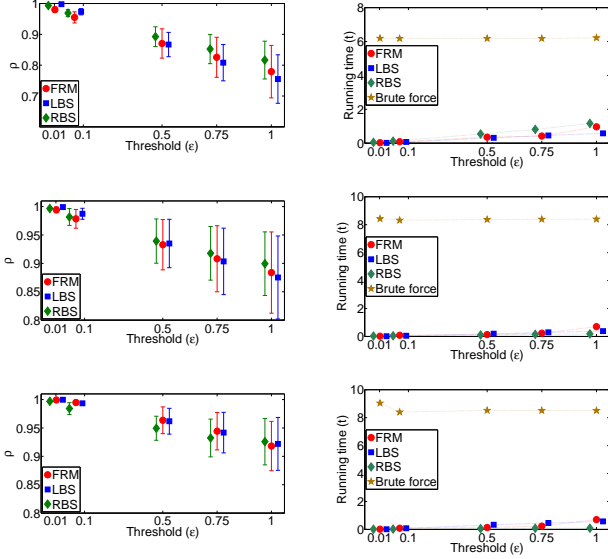 1
0.9
0.8
0.7
ρ
FRM
LBS
RBS
0.01 0.1 0.5 0.75 1
Threshold (ε)
8
6
4
2
0
Running time (t)
FRM
LBS
RBS
Brute force
0.01 0.1 0.5 0.75 1
Threshold (ε)
1
0.95
0.9
0.85
0.8
ρ
FRM
LBS
RBS
0.01 0.1 0.5 0.75 1
Threshold (ε)
10
8
6
4
2
0
Running time (t)
FRM
LBS
RBS
Brute force
0.01 0.1 0.5 0.75 1
Threshold (ε)
1
0.95
0.9
0.85
0.8
ρ
FRM
LBS
RBS
0.01 0.1 0.5 0.75 1
Threshold (ε)
10
8
6
4
2
0
Running time (t)
FRM
LBS
RBS
Brute force
0.01 0.1 0.5 0.75 1
Threshold (ε)